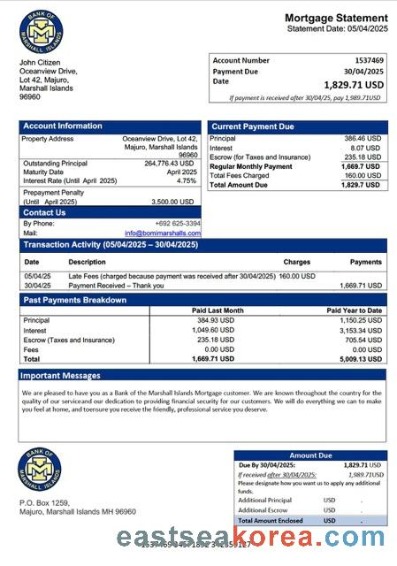 BANK OF MARSHALL ISLANDS
Mortgage Statement
Statement Date: 05/04/2025
John Citizen
Oceanview Drive,
Lot 42, Majuro,
Marshall Islands
96960
Account Number 1537469
Payment Due 30/04/2025
Date 1,829.71 USD
If payment is received after 30/04/25, pay 1,989.71USD
Account Information
Property Address Oceanview Drive, Lot 42,
Majuro, Marshall Islands
96960
Outstanding Principal 264,776.43 USD
Maturity Date April 2025
Interest Rate (Until April 2025) 4.75%
Prepayment Penalty
(Until April 2025) 3,500.00 USD
Contact Us
By Phone: +692 625-3394
Mail: info@bomimarshalls.com
Current Payment Due
Principal 386.46 USD
Interest 8.07 USD
Escrow (for Taxes and Insurance) 235.18 USD
Regular Monthly Payment 1,669.7 USD
Total Fees Charged 160.00 USD
Total Amount Due 1,829.7 USD
Transaction Activity (05/04/2025 – 30/04/2025)
Date Description Charges Payments
05/04/25 Late Fees (charged because payment was received after 30/04/2025) 160.00 USD
30/04/25 Payment Received – Thank you 1,669.71 USD
Past Payments Breakdown
Paid Last Month Paid Year to Date
Principal 384.93 USD 1,150.25 USD
Interest 1,049.60 USD 3,153.34 USD
Escrow (Taxes and Insurance) 235.18 USD 705.54 USD
Fees 0.00 USD 0.00 USD
Total 1,669.71 USD 5,009.13 USD
Important Messages
We are pleased to have you as a Bank of the Marshall Islands Mortgage customer. We are known throughout the country for the
quality of our serviceand our dedication to providing financial security for our customers. We will do everything we can to make
you feel at home, and toersure you receive the friendly, professional service you deserve.
BANK OF MARSHALL ISLANDS
P.O. Box 1259,
Majuro, Marshall Islands MH 96960
Amount Due
Due By 30/04/2025: 1,829.71 USD
If received after 30/04/2025: 1,989.71USD
Please designate how you want us to apply any additional
funds.
Additional Principal USD .
Additional Escrow USD .
Total Amount Enclosed USD .
eastseakorea.com